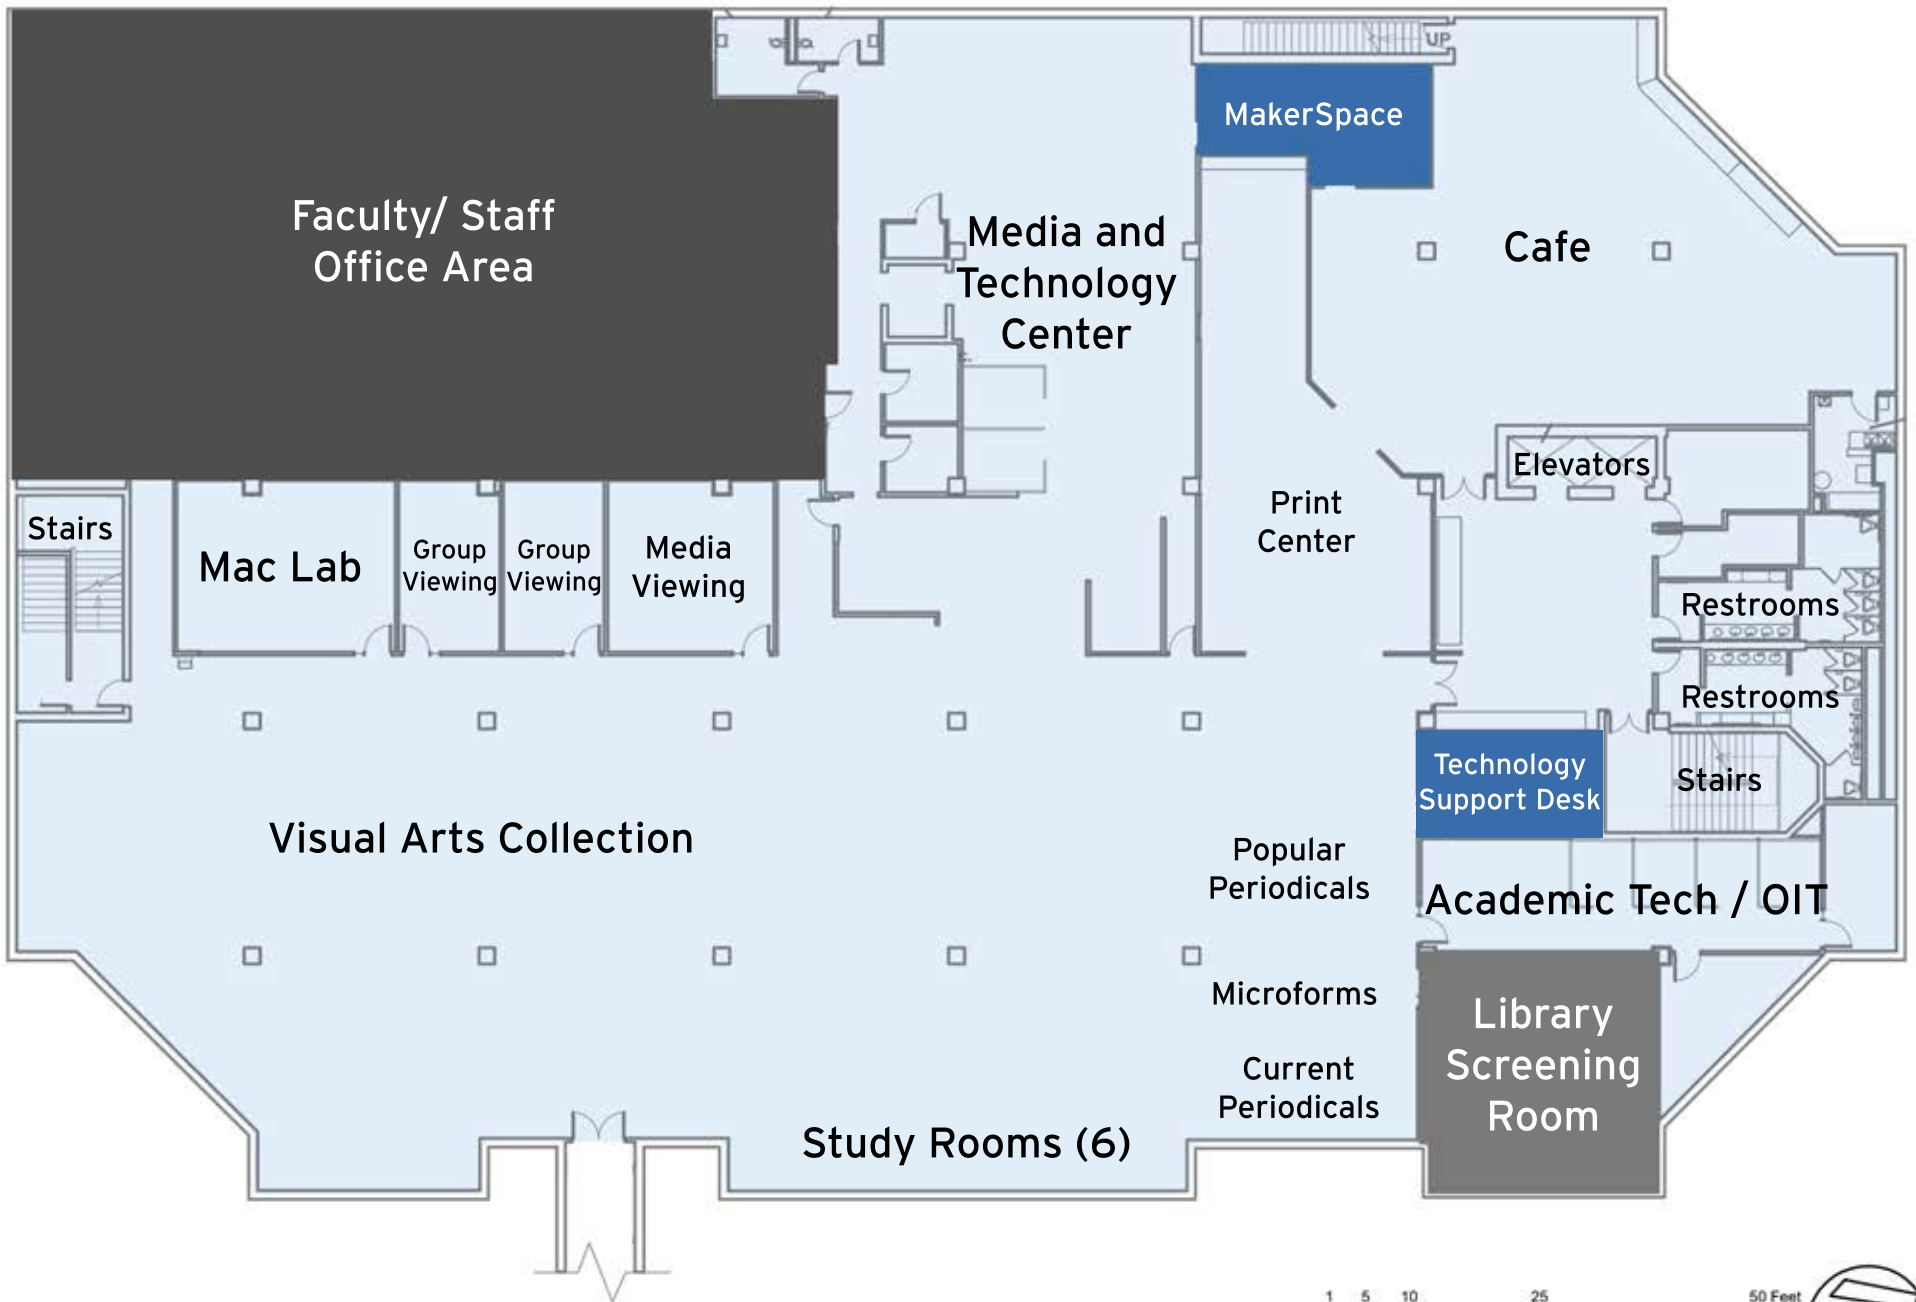 UP
MakerSpace
Faculty/ Staff
Office Area
Media and
Technology
Center
Cafe
Elevators
Print
Center
Stairs
Mac Lab
Group
Viewing
Group
Viewing
Media
Viewing
Restrooms
Restrooms
Technology
Support Desk
Stairs
Visual Arts Collection
Popular
Periodicals
Academic Tech / OIT
Microforms
Library
Screening
Room
Current
Periodicals
Study Rooms (6)
1 5 10 25 50 Feet